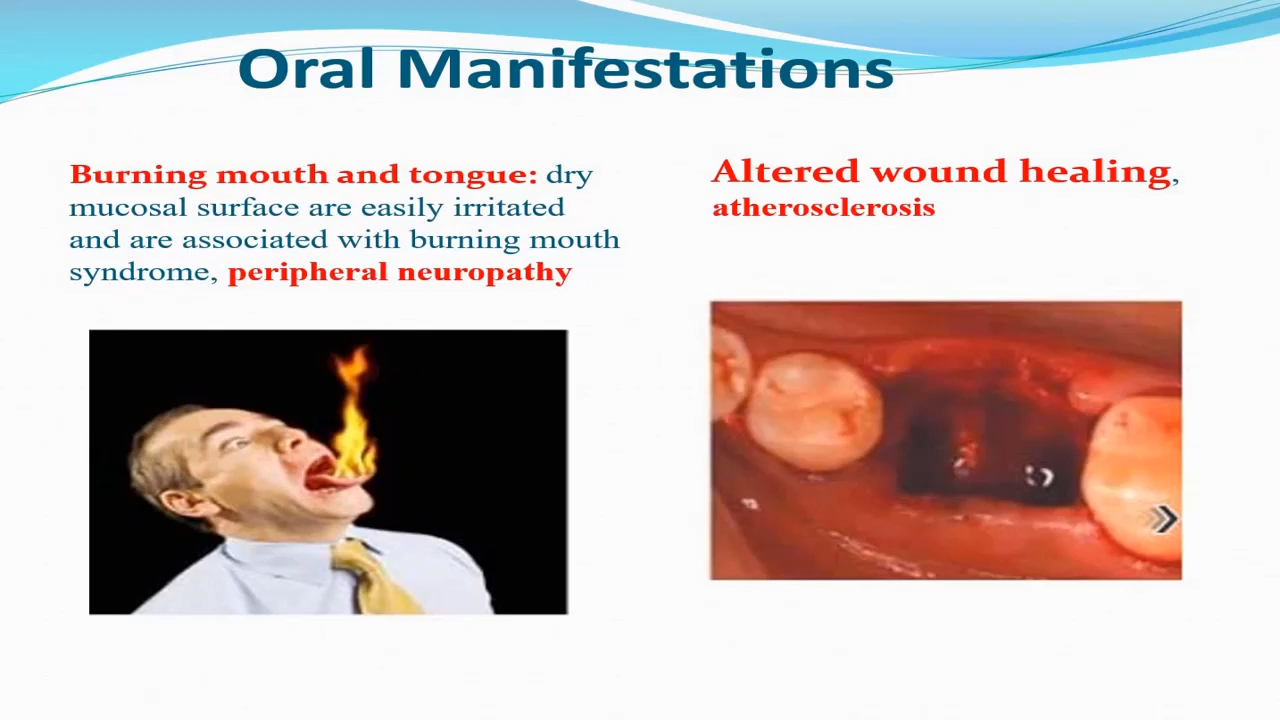 Oral Manifestations
Burning mouth and tongue: dry
mucosal surface are easily irritated
and are associated with burning mouth
syndrome, peripheral neuropathy
Altered wound healing,
atherosclerosis